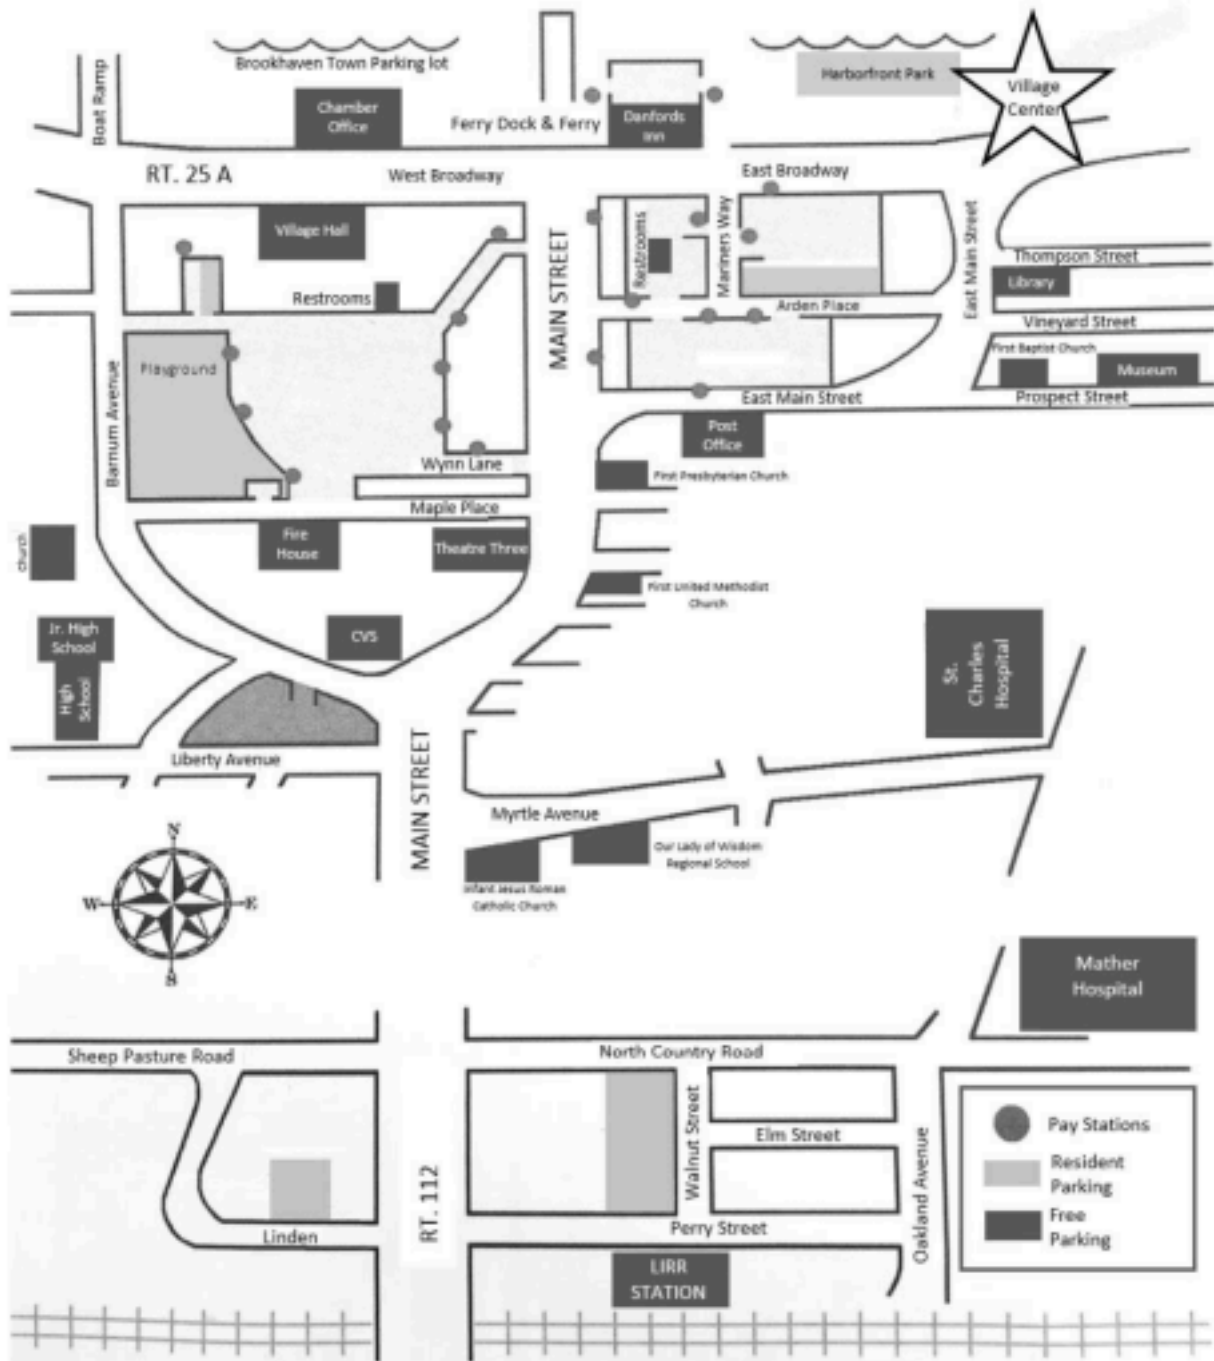 Brookhaven Town Parking lot
Harborfront Park
Village
Center
Boat Ramp
Chamber
Office
Ferry Dock & Ferry
Danfords
Inn
RT. 25 A
West Broadway
East Broadway
Village Hall
MAIN STREET
Restrooms
Mariners Way
East Main Street
Thompson Street
Library
Restrooms
Arden Place
Vineyard Street
First Baptist Church
Museum
Playground
Barnum Avenue
East Main Street
Prospect Street
Post
Office
Wynn Lane
First Presbyterian Church
Maple Place
church
Fire
House
Theatre Three
First United Methodist
Church
Jr. High
School
High
School
CVS
St.
Charles
Hospital
Liberty Avenue
MAIN STREET
Myrtle Avenue
Our Lady of Wisdom
Regional School
Infant Jesus Roman
Catholic Church
N
W
E
S
Mather
Hospital
Sheep Pasture Road
North Country Road
Walnut Street
Elm Street
Oakland Avenue
Pay Stations
Resident
Parking
Free
Parking
RT. 112
Linden
Perry Street
LIRR
STATION